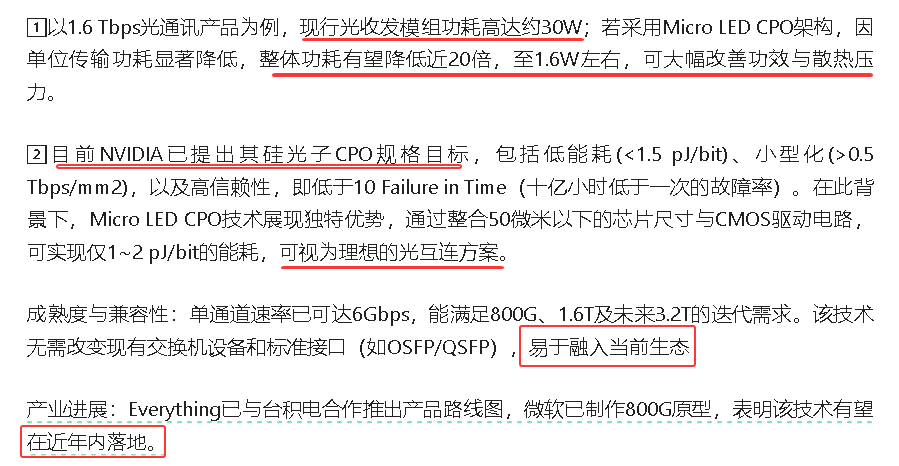 1以1.6 Tbps光通讯产品为例，现行光收发模组功耗高达约30W；若采用Micro LED CPO架构，因
单位传输功耗显著降低，整体功耗有望降低近20倍，至1.6W左右，可大幅改善功效与散热压
力。
2目前NVIDIA已提出其硅光子CPO规格目标，包括低能耗(<1.5 pJ/bit)、小型化(>0.5
Tbps/mm2)，以及高信赖性，即低于10 Failure in Time（十亿小时低于一次的故障率）。在此背
景下，Micro LED CPO技术展现独特优势，通过整合50微米以下的芯片尺寸与CMOS驱动电路，
可实现仅1~2 pJ/bit的能耗，可视为理想的光互连方案。
成熟度与兼容性：单通道速率已可达6Gbps，能满足800G、1.6T及未来3.2T的迭代需求。该技术
无需改变现有交换机设备和标准接口（如OSFP/QSFP），易于融入当前生态
产业进展：Everything已与台积电合作推出产品路线图，微软已制作800G原型，表明该技术有望
在近年内落地。